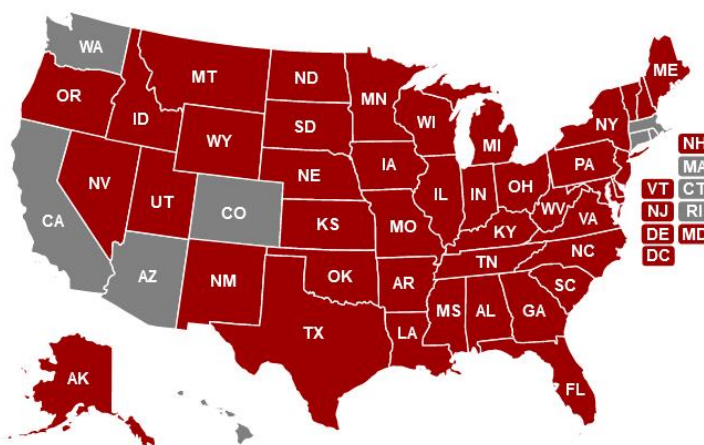 WA
ME
MT
ND
MN
OR
ID
WI
NY
SD
MI
WY
NH
IA
PA
MA
NE
NV
OH
IL
IN
VT
CT
UT
WV
CA
CO
VA
NJ
RI
KS
MO
KY
DE
MD
NC
DC
TN
AZ
OK
NM
AR
SC
MS
AL
GA
TX
LA
AK
FL